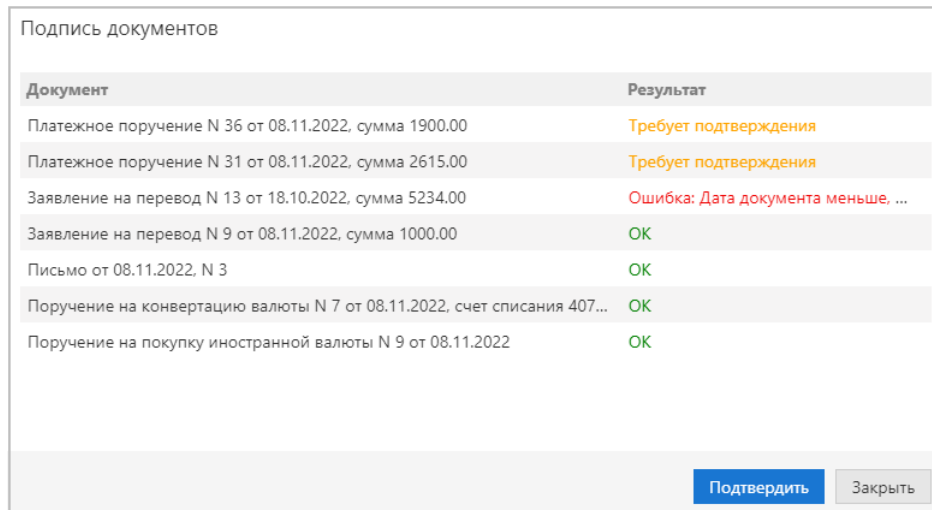 Подпись документов
Документ Результат
Платежное поручение N 36 от 08.11.2022, сумма 1900.00 Требует подтверждения
Платежное поручение N 31 от 08.11.2022, сумма 2615.00 Требует подтверждения
Заявление на перевод N 13 от 18.10.2022, сумма 5234.00 Ошибка: Дата документа меньше, ...
Заявление на перевод N 9 от 08.11.2022, сумма 1000.00 ОК
Письмо от 08.11.2022, N 3 ОК
Поручение на конвертацию валюты N 7 от 08.11.2022, счет списания 407... ОК
Поручение на покупку иностранной валюты N 9 от 08.11.2022 ОК
Подтвердить Закрыть